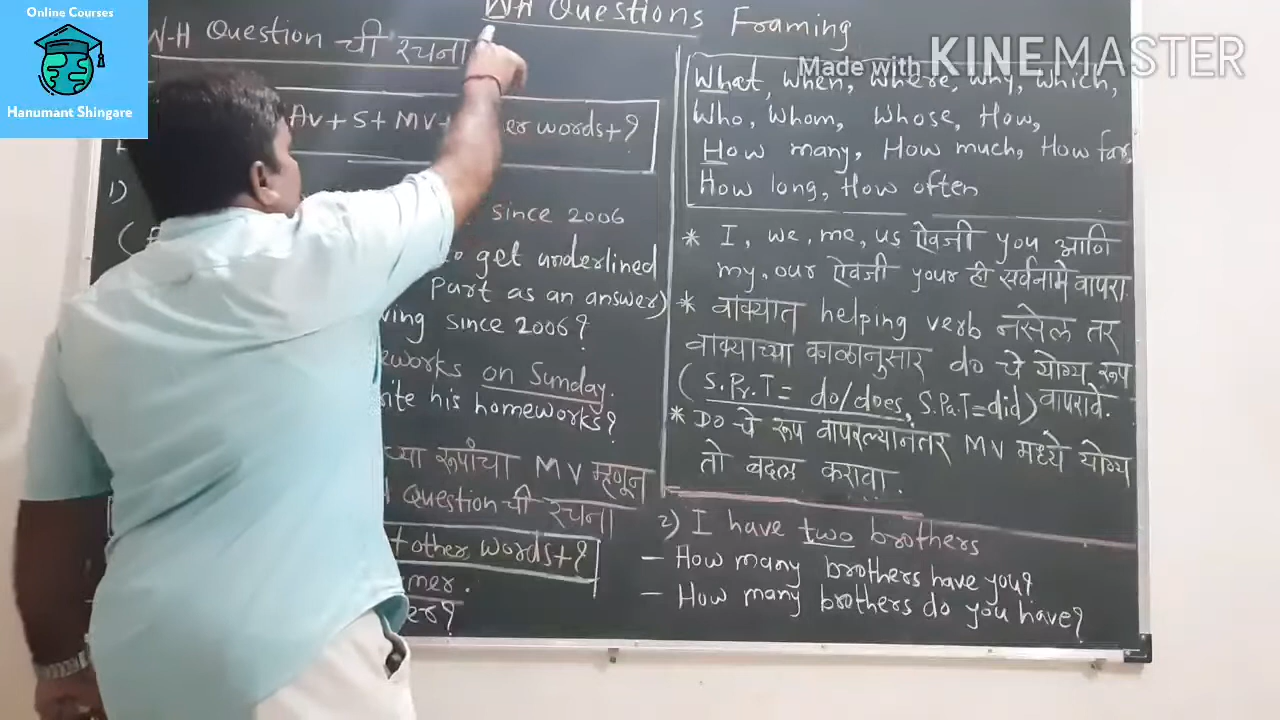 Online Courses
Hanumant Shingare
Made with KINEMASTER
WH Questions Framing
W-H Question ची रचना
AV + S + MV + er words + ?
1) since 2006
to get underlined
Part as an answer)
ving since 2006?
eworks on Sunday.
ite his homeworks?
च्या रूपांचा MV म्हणून
Question ची रचना
+ other words + ?
mer.
er?
What, When, Where, Why, Which,
Who, Whom, Whose, How,
How many, How much, How far,
How long, How often
* I, we, me, us ऐवजी you आणि
my, our ऐवजी your ही सर्वनामे वापरा
* वाक्यात helping verb नसेल तर
वाक्याच्या काळानुसार do चे योग्य रूप
(S.Pr.T = do/does, S.Pa.T = did) वापरावे.
* Do चे रूप वापरल्यानंतर MV मध्ये योग्य
तो बदल करावा.
2) I have two brothers
- How many brothers have you?
- How many brothers do you have?